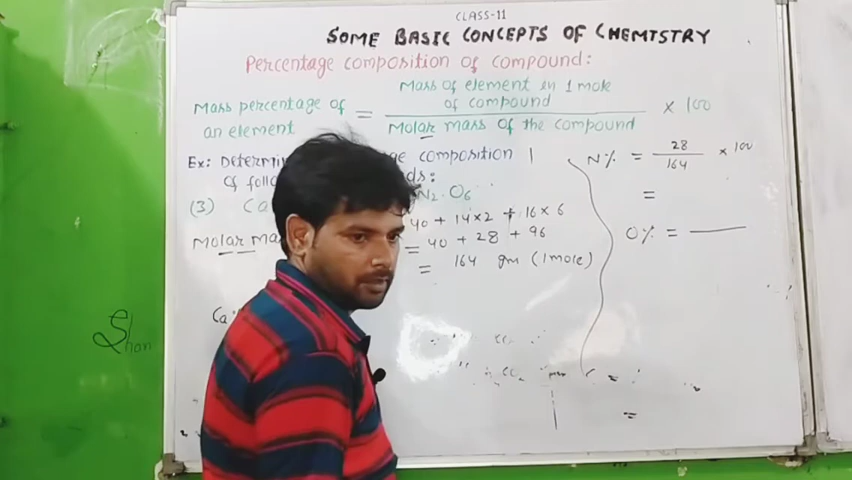 CLASS-11
SOME BASIC CONCEPTS OF CHEMISTRY
Percentage composition of compound:
Mass percentage of an element = Mass of element in 1 mole of compound / Molar mass of the compound × 100
Ex: Determin ge composition
of foll ds:
(3) Ca N2·O6
Molar ma 40 + 14×2 + 16×6
= 40 + 28 + 96
= 164 gm (1 mole)
Ca
N% = 28/164 × 100
=
O% =
Shan